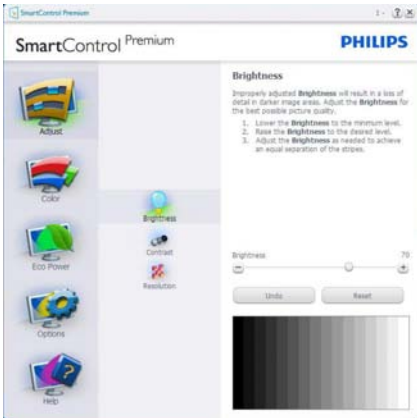 SmartControl Premium
SmartControl Premium
PHILIPS
Adjust
Color
Eco Power
Options
Help
Brightness
Contrast
Resolution
Brightness
Improperly adjusted Brightness will result in a loss of
detail in darker image areas. Adjust the Brightness for
the best possible picture quality.
1. Lower the Brightness to the minimum level.
2. Raise the Brightness to the desired level.
3. Adjust the Brightness as needed to achieve
an equal separation of the stripes.
Brightness 70
Undo Reset